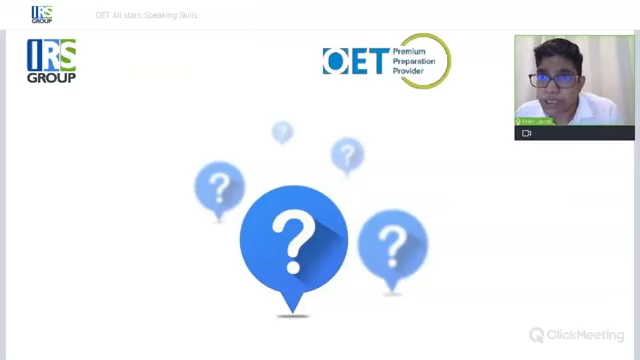 IRS
GROUP
OET All stars: Speaking Skills
IRS
GROUP
OET
Premium
Preparation
Provider
?
?
?
?
?
ClickMeeting